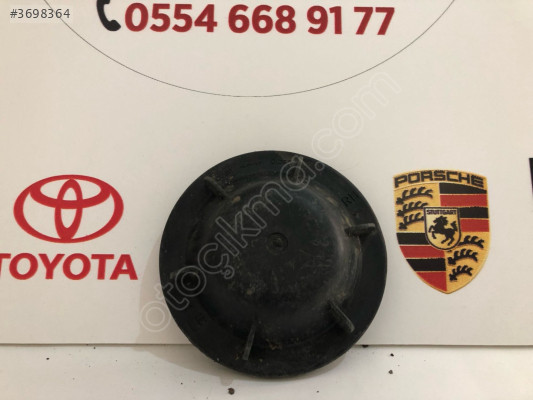 #3698364
0554 668 91 77
otoçıkma.com
PORSCHE
STUTTGART
TOYOTA